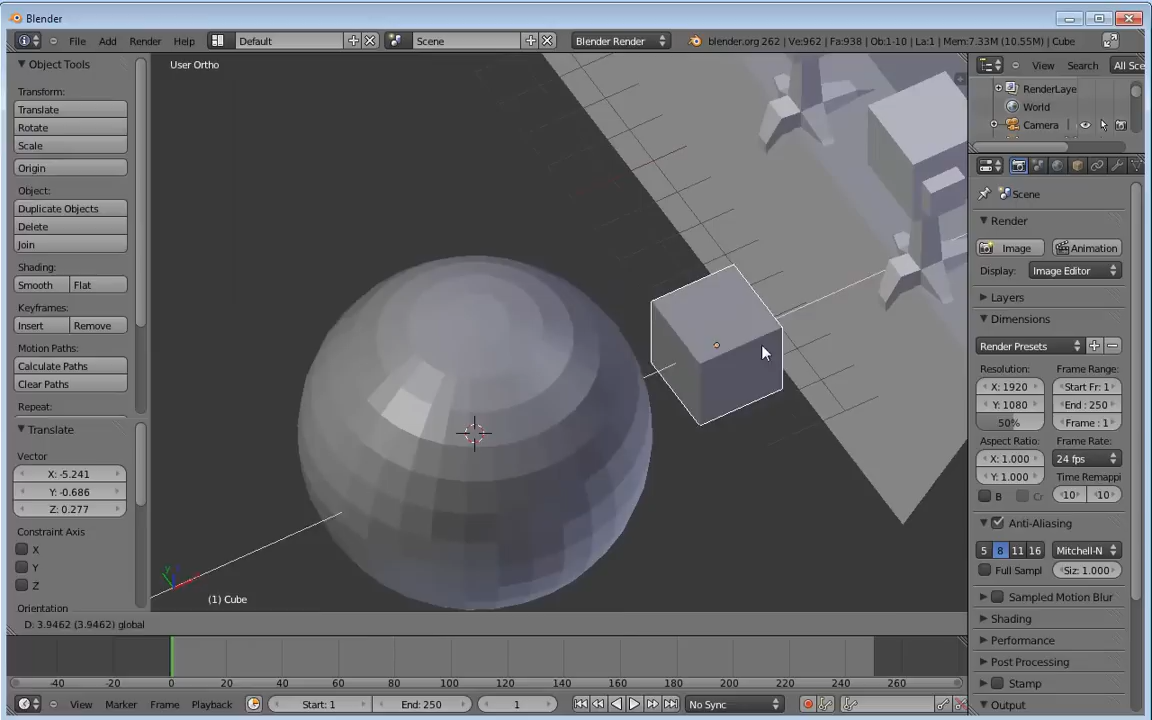 Blender
File Add Render Help Default Scene Blender Render blender.org 262 | Ve:962 | Fa:938 | Ob:1-10 | La:1 | Mem:7.33M (10.55M) | Cube
Object Tools
Transform:
Translate
Rotate
Scale
Origin
Object:
Duplicate Objects
Delete
Join
Shading:
Smooth Flat
Keyframes:
Insert Remove
Motion Paths:
Calculate Paths
Clear Paths
Repeat:
Translate
Vector
X: -5.241
Y: -0.686
Z: 0.277
Constraint Axis
X
Y
Z
Orientation
User Ortho
(1) Cube
D: 3.9462 (3.9462) global
View Search All Sce
RenderLaye
World
Camera
Scene
Render
Image Animation
Display: Image Editor
Layers
Dimensions
Render Presets
Resolution: Frame Range:
X: 1920 Start Fr: 1
Y: 1080 End : 250
50% Frame : 1
Aspect Ratio: Frame Rate:
X: 1.000 24 fps
Y: 1.000 Time Remappi
B Cr 10 10
Anti-Aliasing
5 8 11 16 Mitchell-N
Full Sampl Siz: 1.000
Sampled Motion Blur
Shading
Performance
Post Processing
Stamp
Output
-40 -20 0 20 40 60 80 100 120 140 160 180 200 220 240 260
View Marker Frame Playback Start: 1 End: 250 1 No Sync